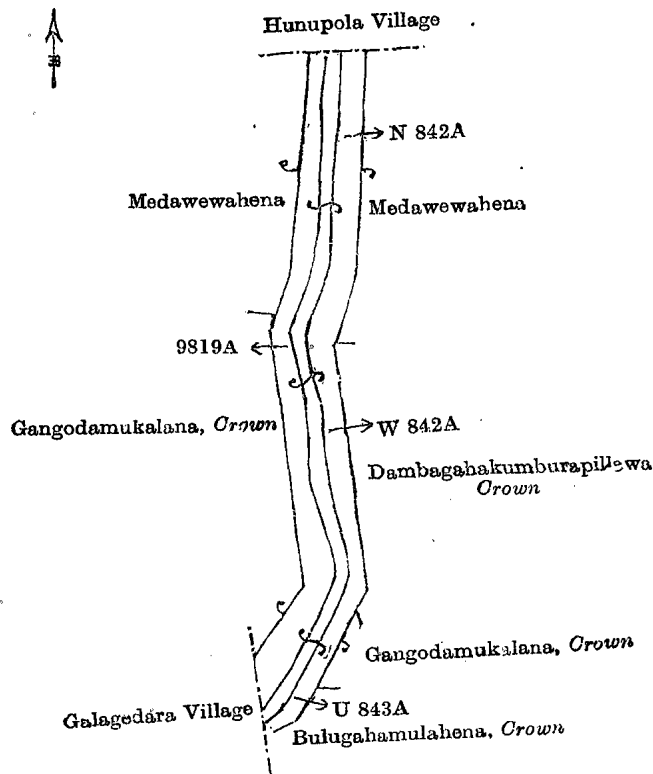 Hunupola Village
N 842A
Medawewahena
Medawewahena
9819A
Gangodamukalana, Crown
W 842A
Dambagahakumburapillewa
Crown
Gangodamukalana, Crown
Galagedara Village
U 843A
Bulugahamulahena, Crown